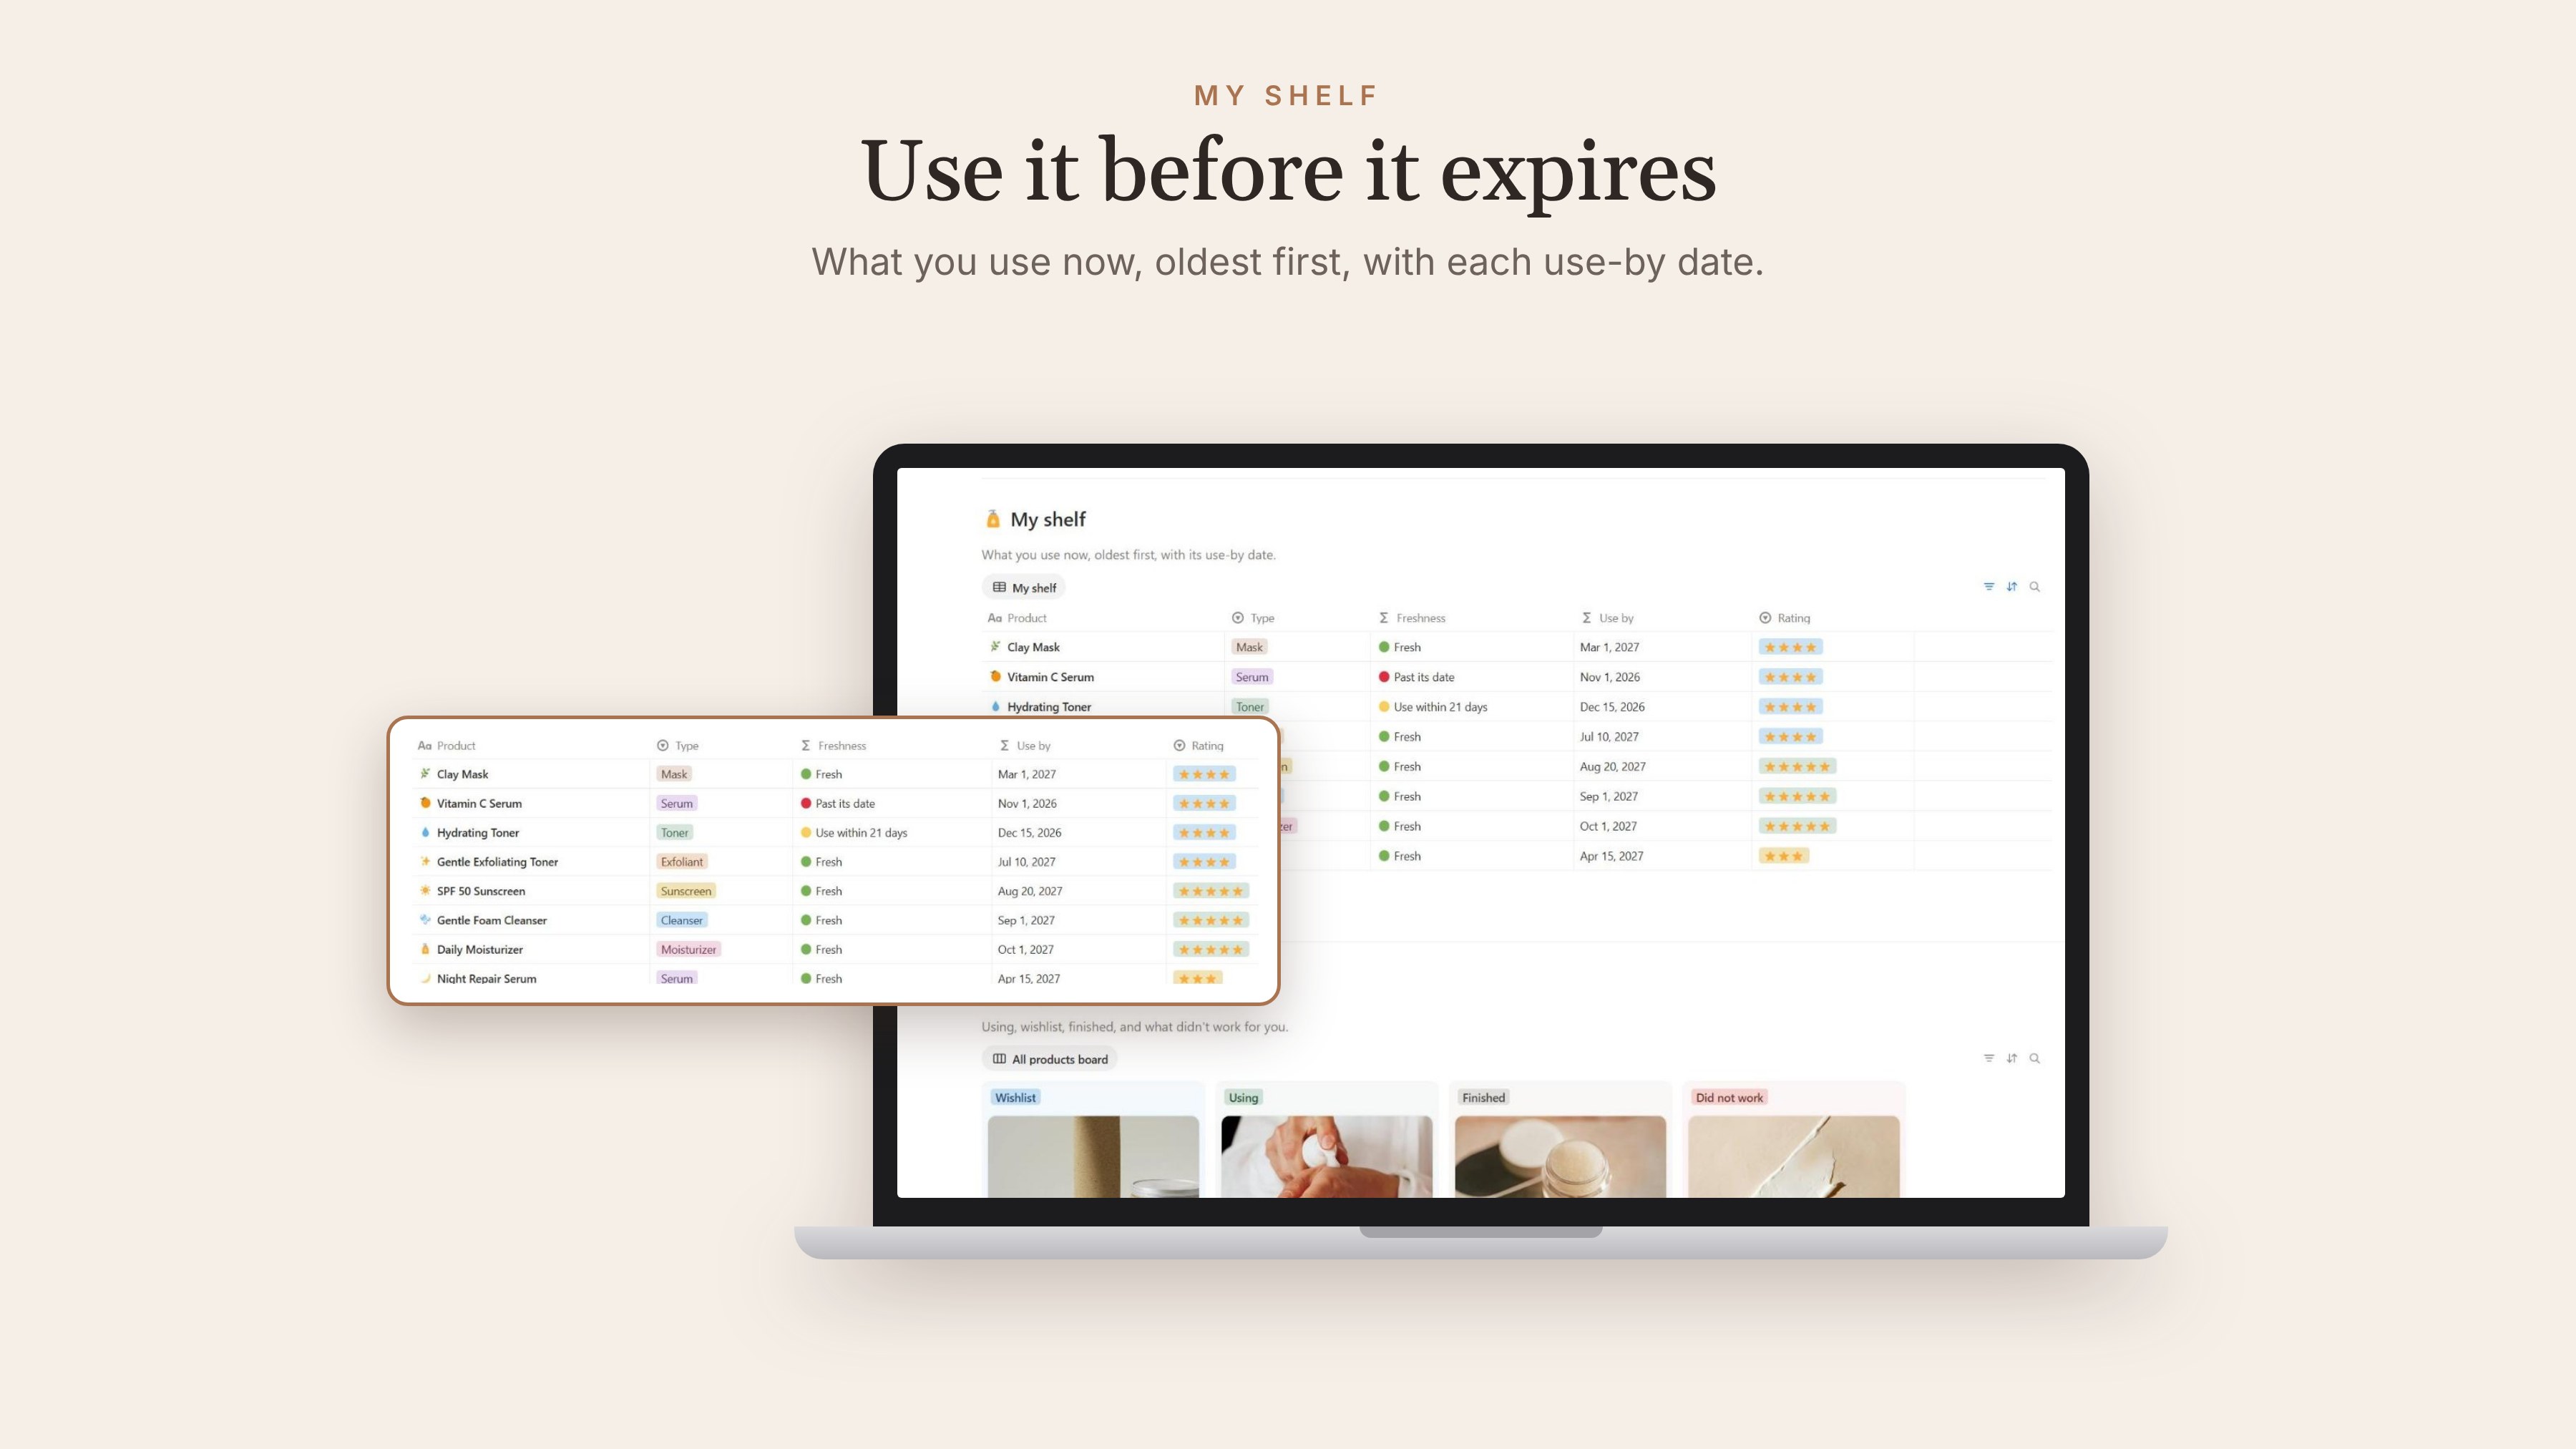 MY SHELF
Use it before it expires
What you use now, oldest first, with each use-by date.
My shelf
What you use now, oldest first, with its use-by date.
My shelf
Aa Product Type Σ Freshness Σ Use by Rating
Clay Mask Mask Fresh Mar 1, 2027
Vitamin C Serum Serum Past its date Nov 1, 2026
Hydrating Toner Toner Use within 21 days Dec 15, 2026
Fresh Jul 10, 2027
n Fresh Aug 20, 2027
Fresh Sep 1, 2027
zer Fresh Oct 1, 2027
Fresh Apr 15, 2027
Aa Product Type Σ Freshness Σ Use by Rating
Clay Mask Mask Fresh Mar 1, 2027
Vitamin C Serum Serum Past its date Nov 1, 2026
Hydrating Toner Toner Use within 21 days Dec 15, 2026
Gentle Exfoliating Toner Exfoliant Fresh Jul 10, 2027
SPF 50 Sunscreen Sunscreen Fresh Aug 20, 2027
Gentle Foam Cleanser Cleanser Fresh Sep 1, 2027
Daily Moisturizer Moisturizer Fresh Oct 1, 2027
Night Repair Serum Serum Fresh Apr 15, 2027
Using, wishlist, finished, and what didn't work for you.
All products board
Wishlist Using Finished Did not work